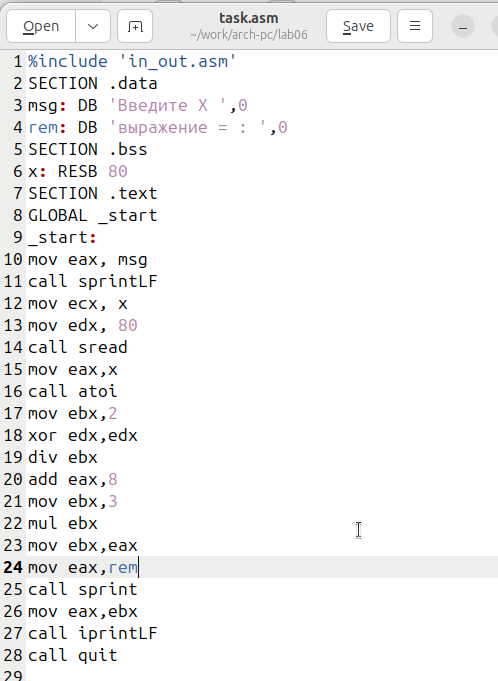 Open
task.asm
~/work/arch-pc/lab06
Save
1 %include 'in_out.asm'
2 SECTION .data
3 msg: DB 'Введите X ',0
4 rem: DB 'выражение = : ',0
5 SECTION .bss
6 x: RESB 80
7 SECTION .text
8 GLOBAL _start
9 _start:
10 mov eax, msg
11 call sprintLF
12 mov ecx, x
13 mov edx, 80
14 call sread
15 mov eax,x
16 call atoi
17 mov ebx,2
18 xor edx,edx
19 div ebx
20 add eax,8
21 mov ebx,3
22 mul ebx
23 mov ebx,eax
24 mov eax,rem
25 call sprint
26 mov eax,ebx
27 call iprintLF
28 call quit
29